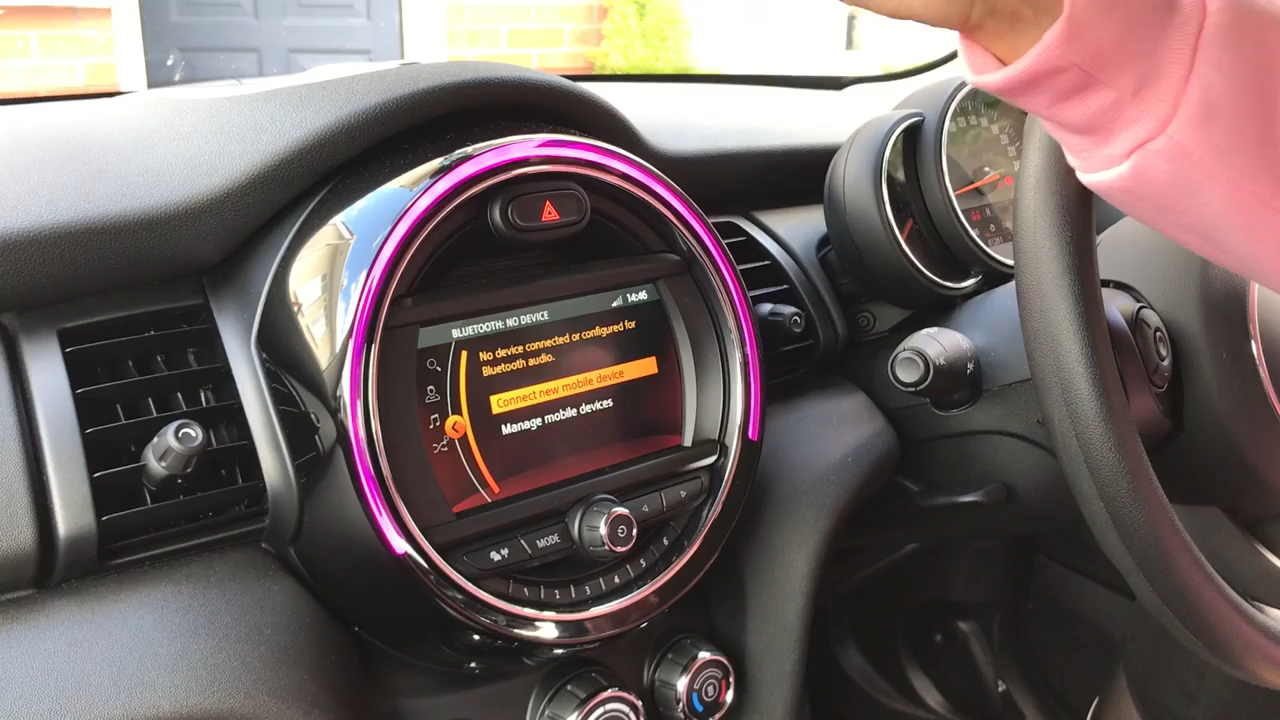 14:46
BLUETOOTH: NO DEVICE
No device connected or configured for
Bluetooth audio.
Connect new mobile device
Manage mobile devices
MODE
1 2 3 4 5 6